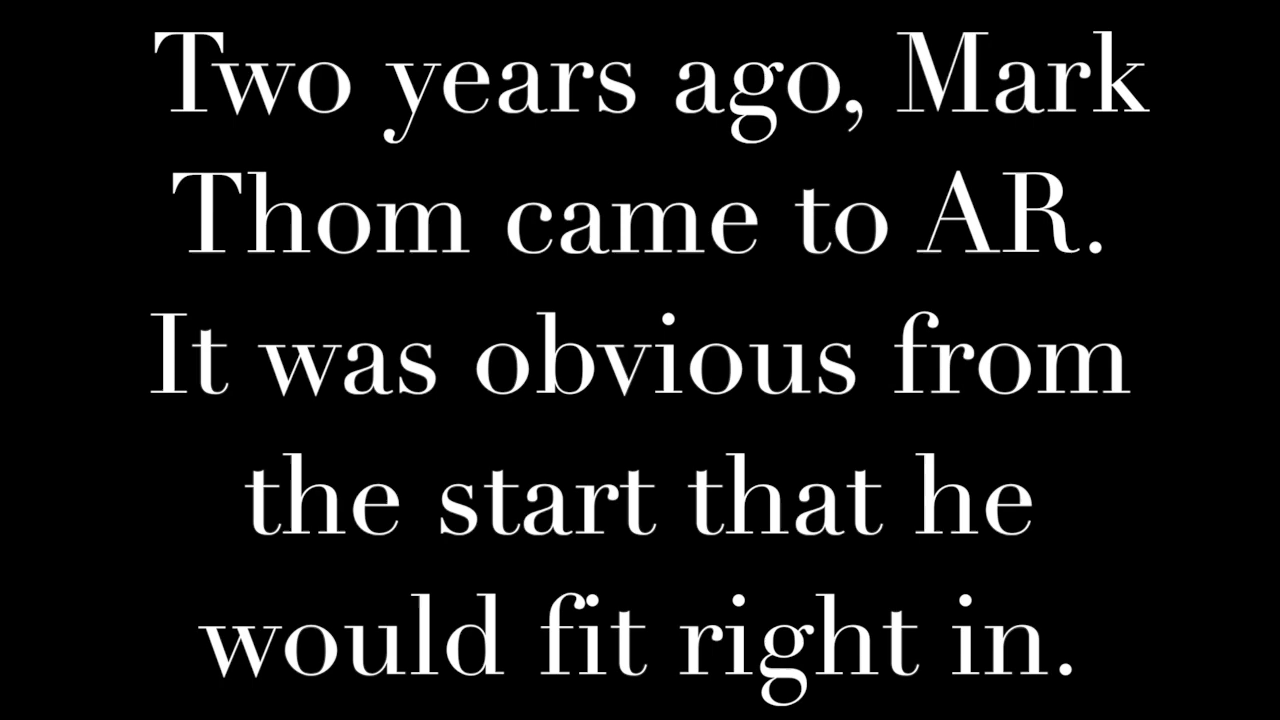 Two years ago, Mark
Thom came to AR.
It was obvious from
the start that he
would fit right in.